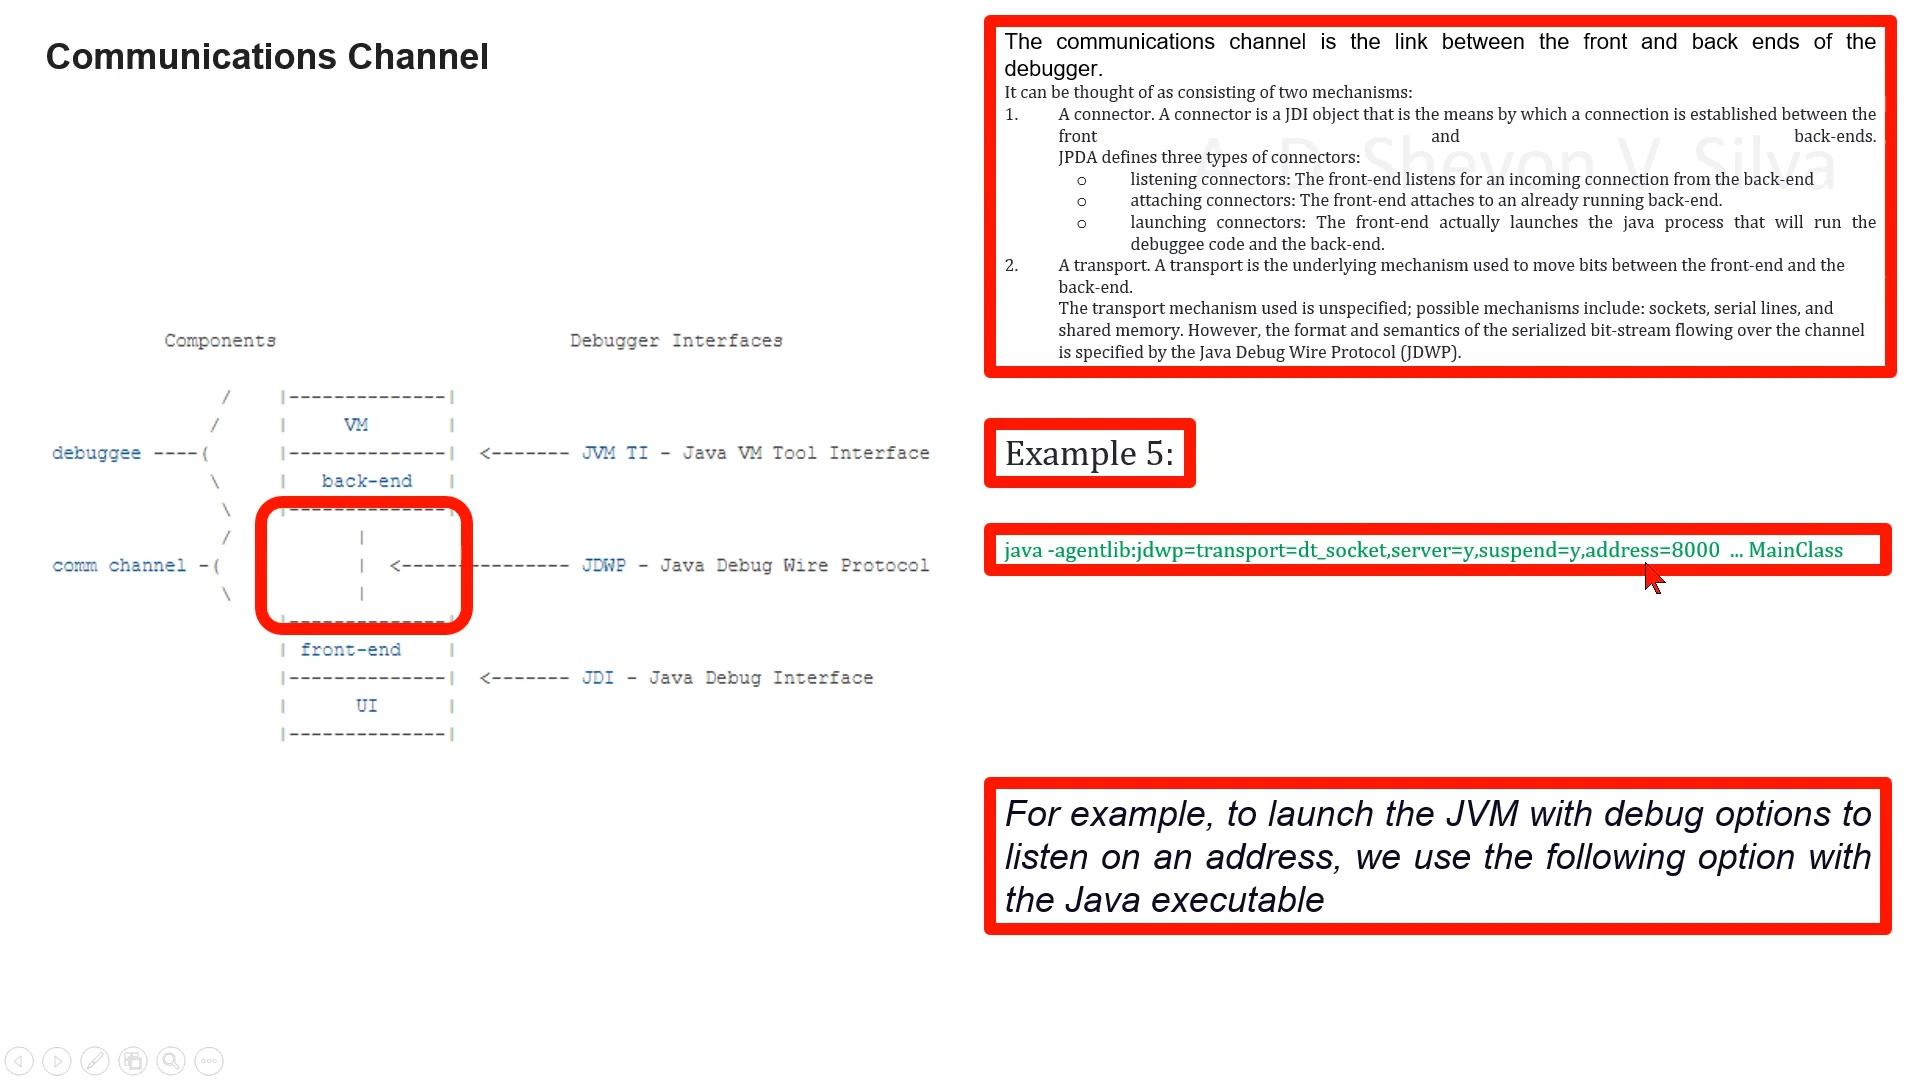 Communications Channel
The communications channel is the link between the front and back ends of the
debugger.
It can be thought of as consisting of two mechanisms:
1. A connector. A connector is a JDI object that is the means by which a connection is established between the
front and back-ends.
JPDA defines three types of connectors:
o listening connectors: The front-end listens for an incoming connection from the back-end
o attaching connectors: The front-end attaches to an already running back-end.
o launching connectors: The front-end actually launches the java process that will run the
debuggee code and the back-end.
2. A transport. A transport is the underlying mechanism used to move bits between the front-end and the
back-end.
The transport mechanism used is unspecified; possible mechanisms include: sockets, serial lines, and
shared memory. However, the format and semantics of the serialized bit-stream flowing over the channel
is specified by the Java Debug Wire Protocol (JDWP).
A. D. Shevon V. Silva
Components Debugger Interfaces
/ |--------------|
/ | VM |
debuggee ----( |--------------| <------- JVM TI - Java VM Tool Interface
\ | back-end |
\ |--------------|
/ |
comm channel -( | <--------------- JDWP - Java Debug Wire Protocol
\ |
|--------------|
| front-end |
|--------------| <------- JDI - Java Debug Interface
| UI |
|--------------|
Example 5:
java -agentlib:jdwp=transport=dt_socket,server=y,suspend=y,address=8000 ... MainClass
For example, to launch the JVM with debug options to
listen on an address, we use the following option with
the Java executable